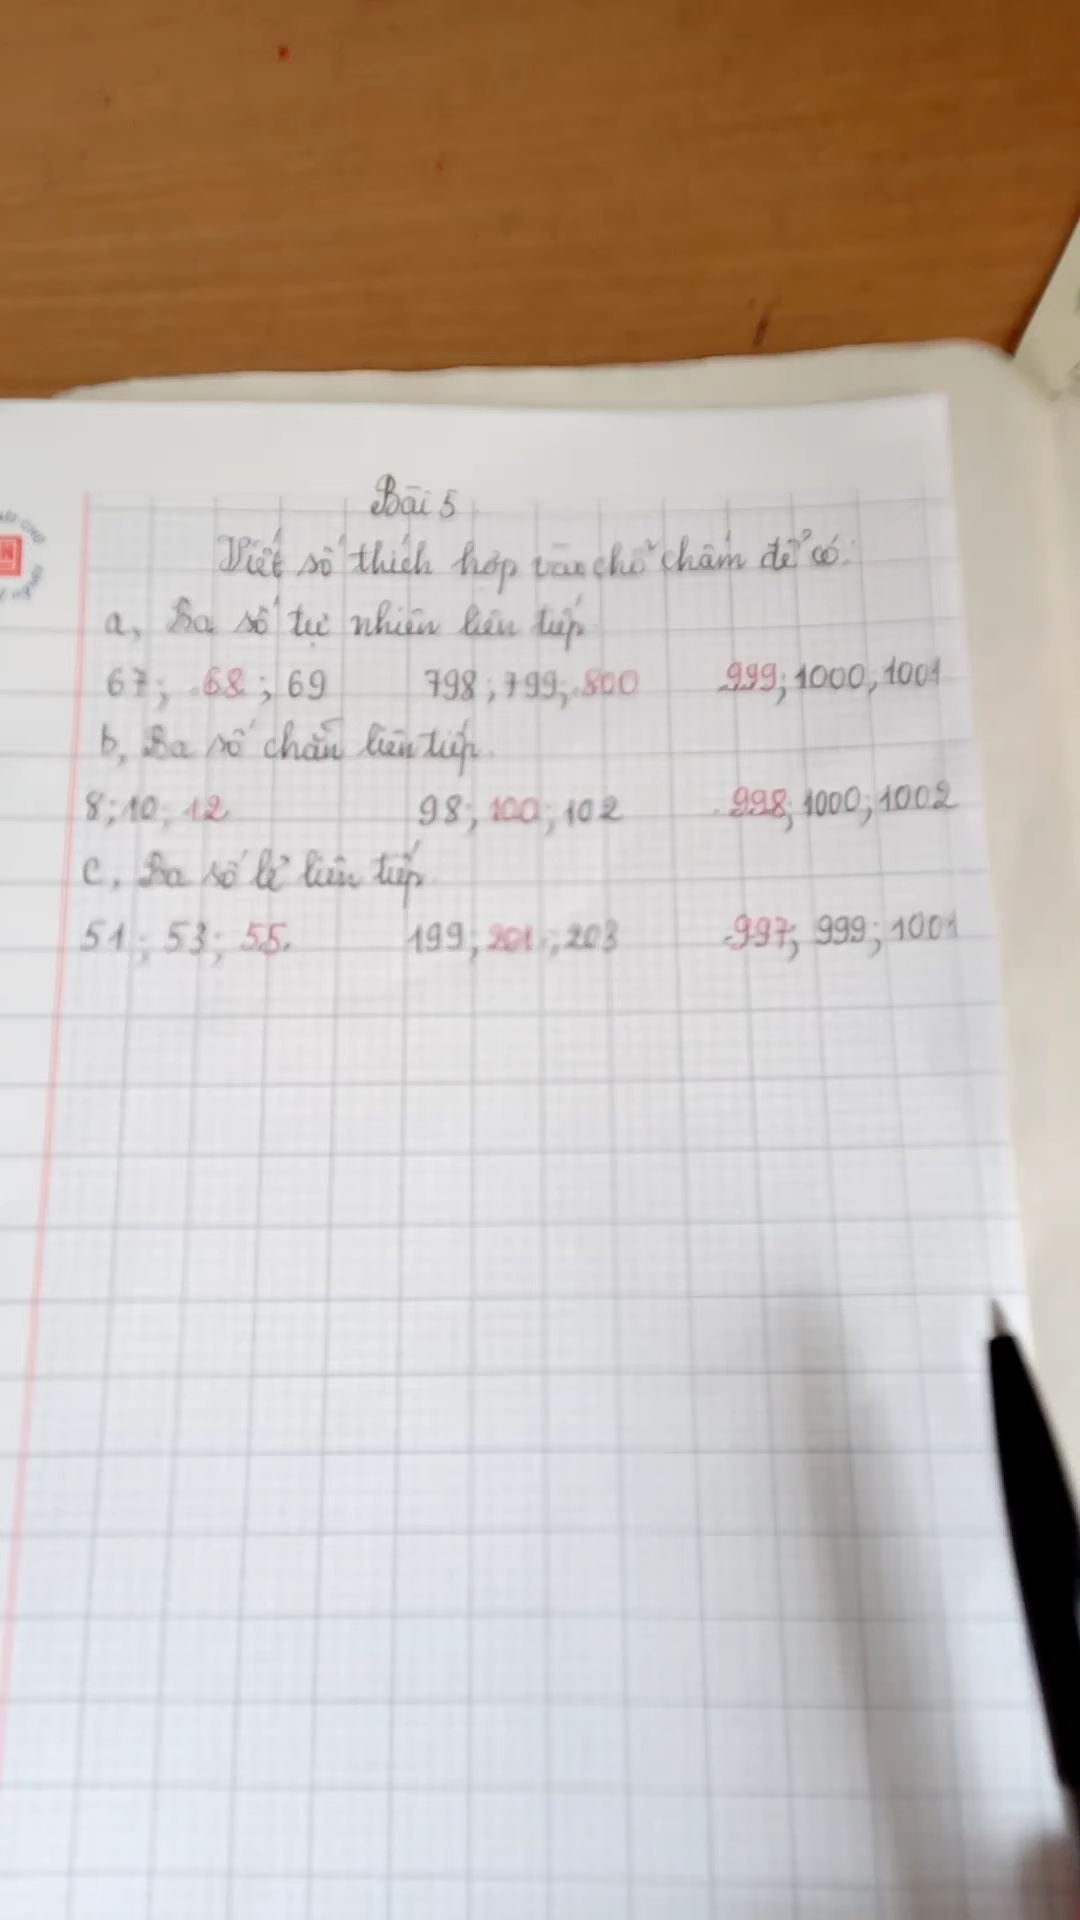 Bài 5
Viết số thích hợp vào chỗ chấm để có:
a, Ba số tự nhiên liên tiếp
67; 68; 69 798; 799; 800 999; 1000, 1001
b, Ba số chẵn liên tiếp.
8; 10; 12 98; 100; 102 998; 1000; 1002
c, Ba số lẻ liên tiếp
51; 53; 55. 199; 201; 203 997; 999; 1001